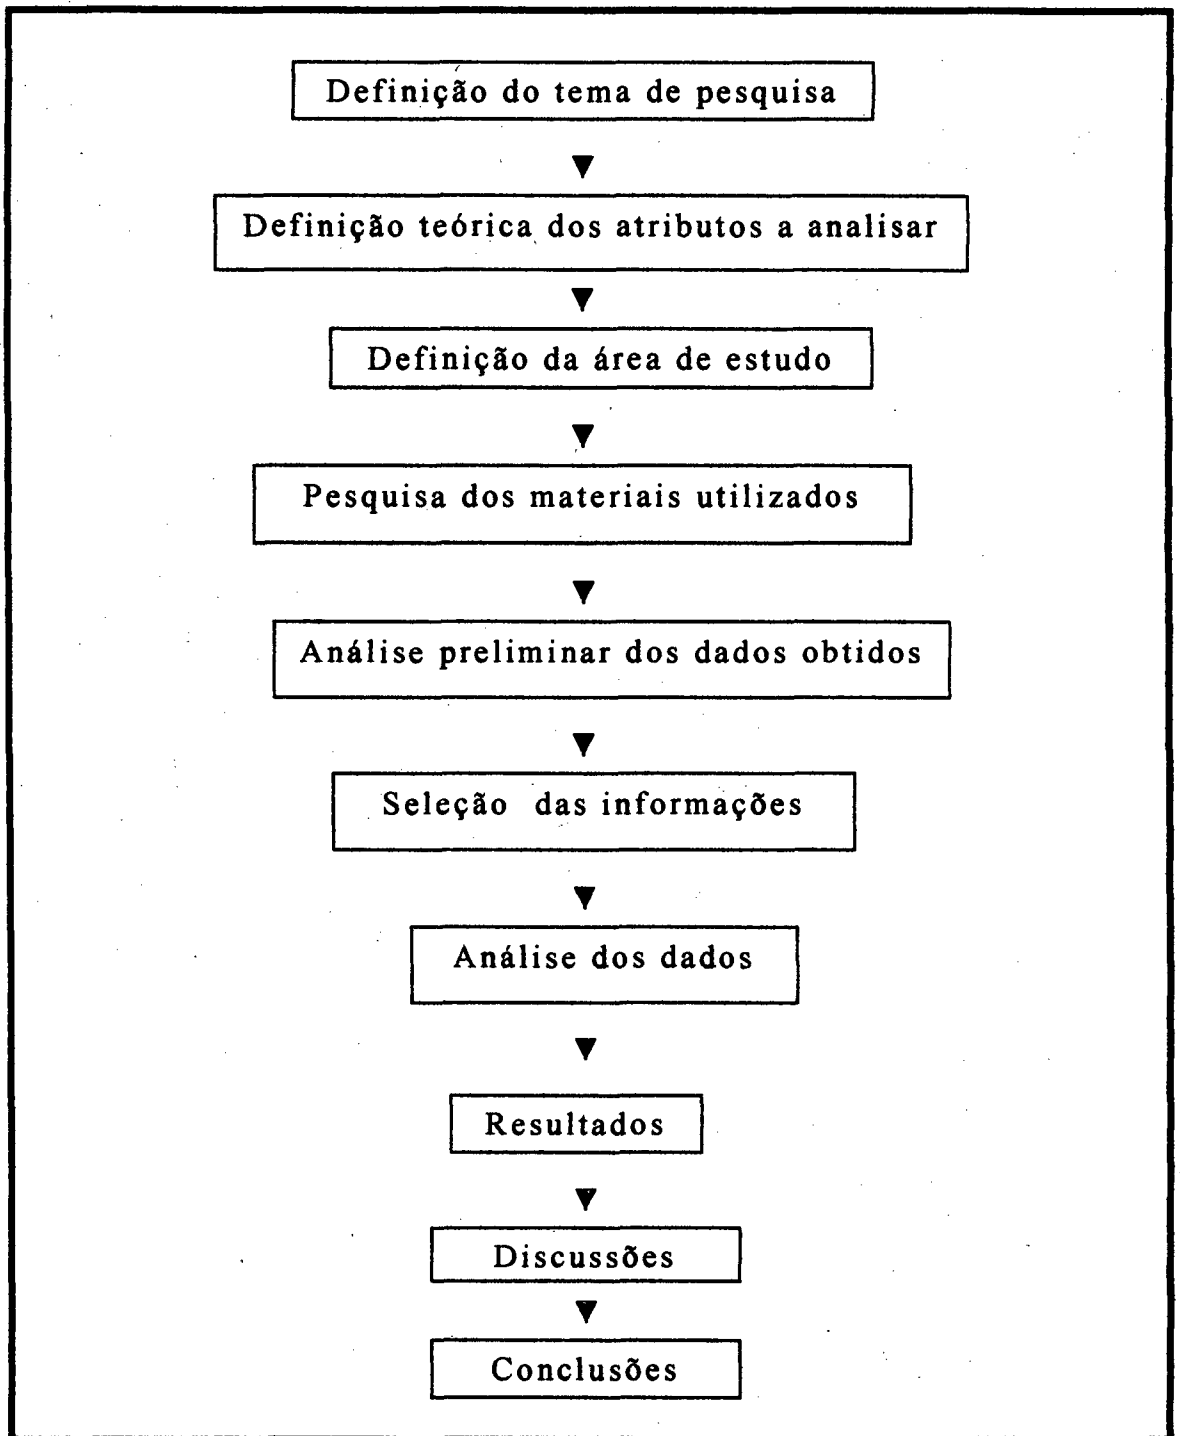 Definição do tema de pesquisa
Definição teórica dos atributos a analisar
Definição da área de estudo
Pesquisa dos materiais utilizados
Análise preliminar dos dados obtidos
Seleção das informações
Análise dos dados
Resultados
Discussões
Conclusões